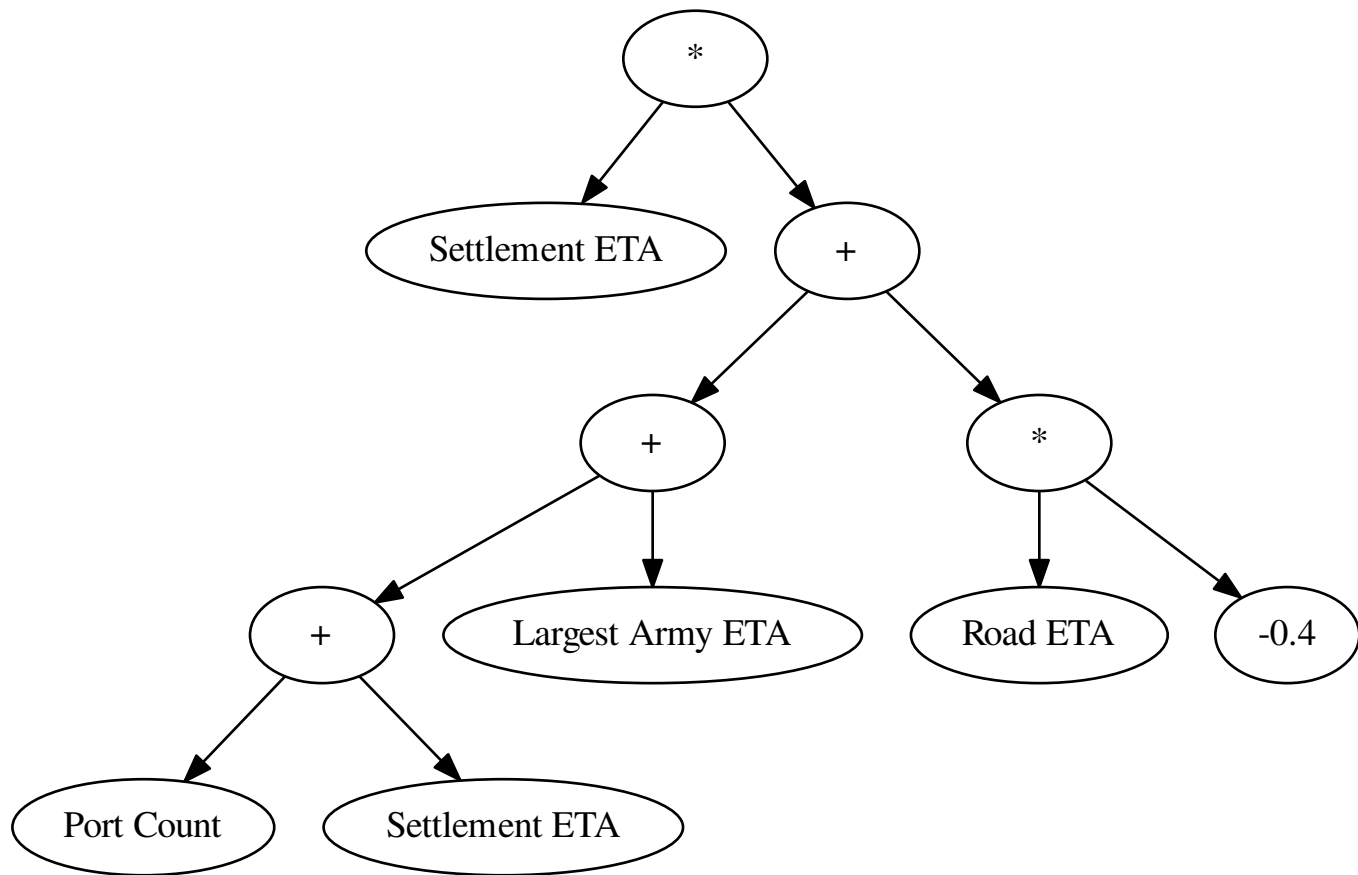 *
Settlement ETA
+
+
*
+
Largest Army ETA
Road ETA
-0.4
Port Count
Settlement ETA